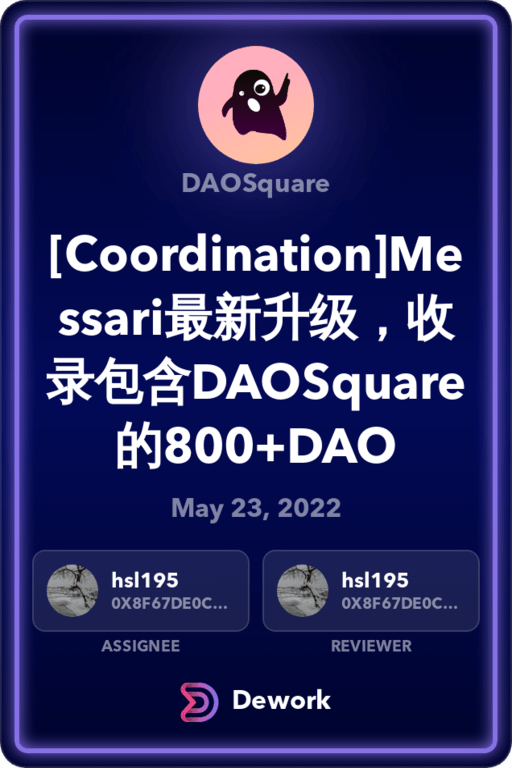 DAOSquare
[Coordination]Me
ssari最新升级，收
录包含DAOSquare
的800+DAO
May 23, 2022
hsl195
0X8F67DE0C...
ASSIGNEE
hsl195
0X8F67DE0C...
REVIEWER
Dework